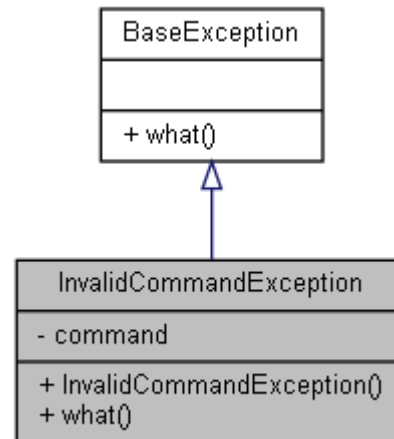 BaseException
+ what()
InvalidCommandException
- command
+ InvalidCommandException()
+ what()